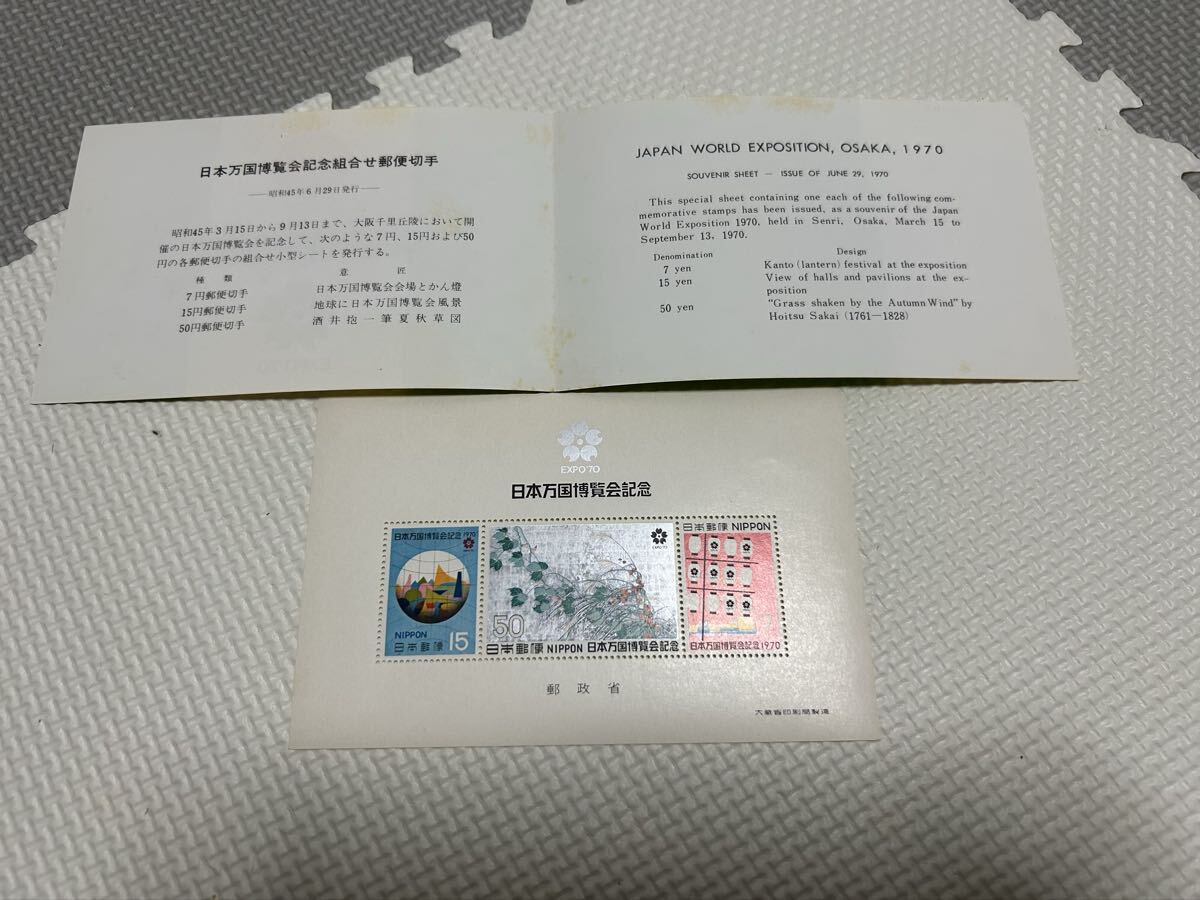 日本万国博覧会記念組合せ郵便切手
——昭和45年6月29日発行——
昭和45年3月15日から9月13日まで、大阪千里丘陵において開
催の日本万国博覧会を記念して、次のような7円、15円および50
円の各郵便切手の組合せ小型シートを発行する。
種類 意匠
7円郵便切手 日本万国博覧会会場とかん燈
15円郵便切手 地球に日本万国博覧会風景
50円郵便切手 酒井抱一筆夏秋草図
JAPAN WORLD EXPOSITION, OSAKA, 1970
SOUVENIR SHEET — ISSUE OF JUNE 29, 1970
This special sheet containing one each of the following com-
memorative stamps has been issued, as a souvenir of the Japan
World Exposition 1970, held in Senri, Osaka, March 15 to
September 13, 1970.
Denomination Design
7 yen Kanto (lantern) festival at the exposition
15 yen View of halls and pavilions at the ex-
position
50 yen "Grass shaken by the Autumn Wind" by
Hoitsu Sakai (1761—1828)
EXPO'70
日本万国博覧会記念
日本万国博覧会記念 1970
NIPPON
日本郵便 15
EXPO'70
50
日本郵便 NIPPON 日本万国博覧会記念
日本郵便 NIPPON
日本万国博覧会記念1970
郵政省
大蔵省印刷局製造